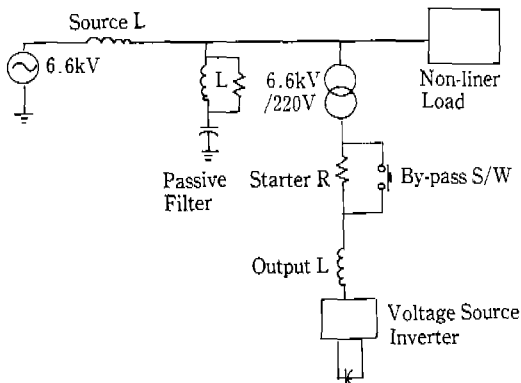 Source L
6.6kV
L
6.6kV
/220V
Non-liner
Load
Passive
Filter
Starter R
By-pass S/W
Output L
Voltage Source
Inverter